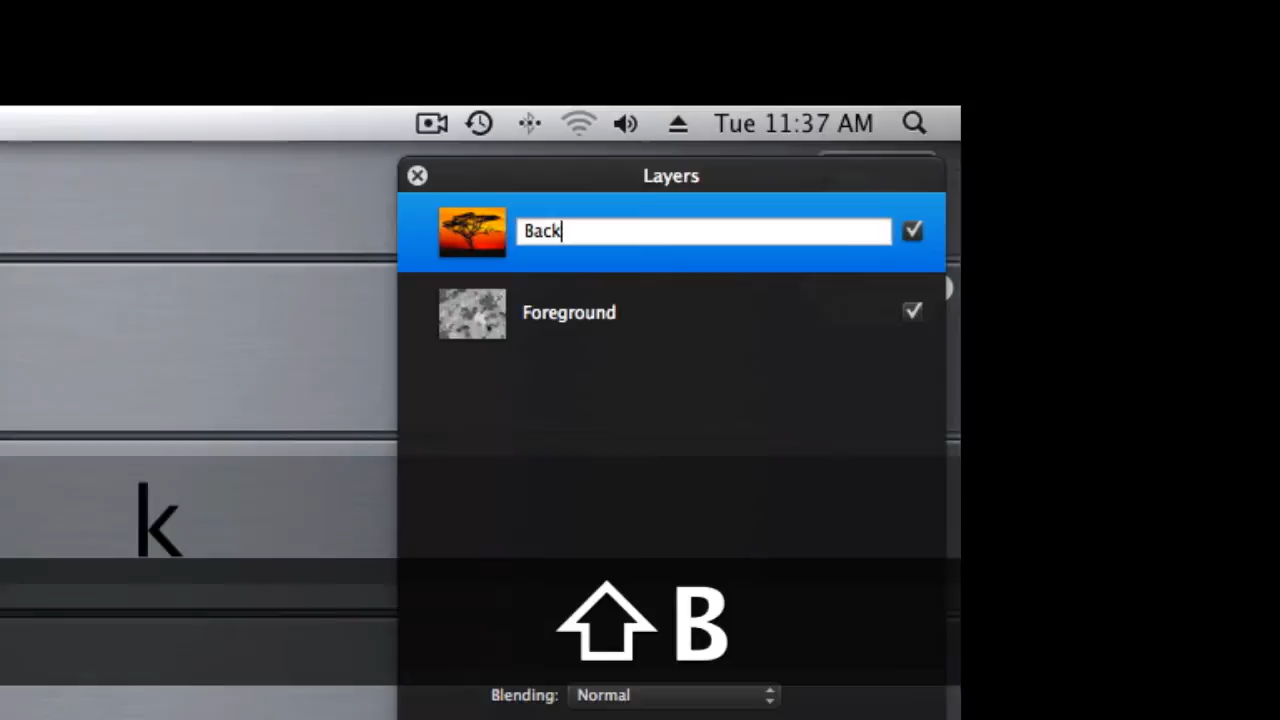 Tue 11:37 AM
Layers
Back
Foreground
k
⇧ B
Blending: Normal